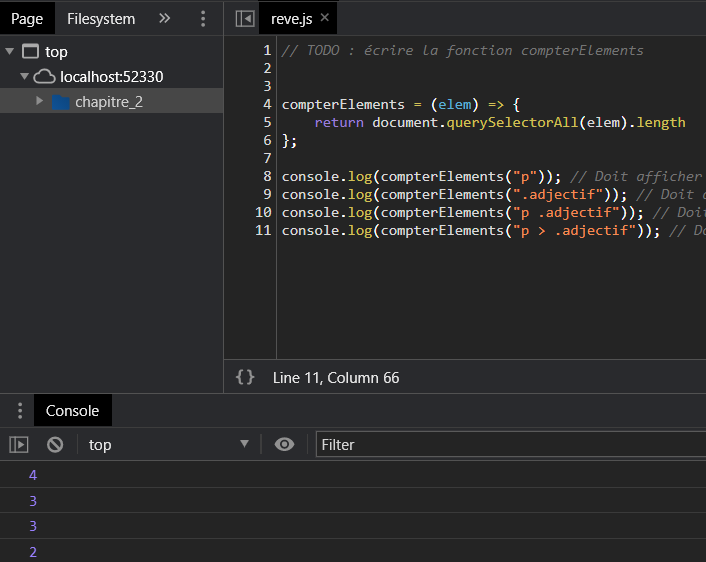 Page Filesystem » reve.js ×
top
localhost:52330
chapitre_2
1 // TODO : écrire la fonction compterElements
2
3
4 compterElements = (elem) => {
5 return document.querySelectorAll(elem).length
6 };
7
8 console.log(compterElements("p")); // Doit afficher
9 console.log(compterElements(".adjectif")); // Doit
10 console.log(compterElements("p .adjectif")); // Doit
11 console.log(compterElements("p > .adjectif")); //
{} Line 11, Column 66
Console
top Filter
4
3
3
2